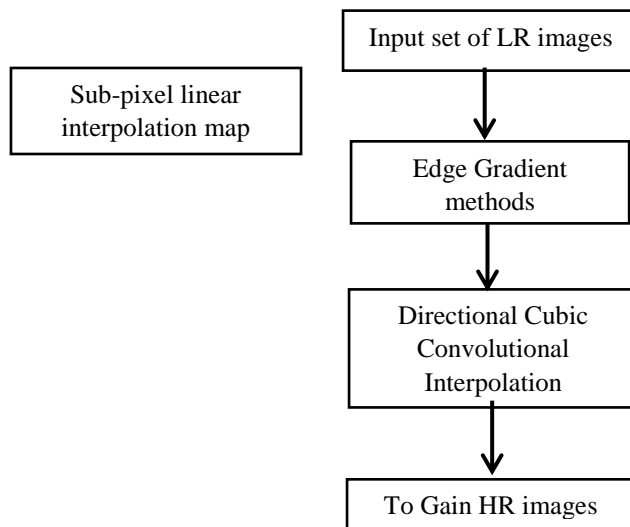 Input set of LR images
Sub-pixel linear
interpolation map
Edge Gradient
methods
Directional Cubic
Convolutional
Interpolation
To Gain HR images